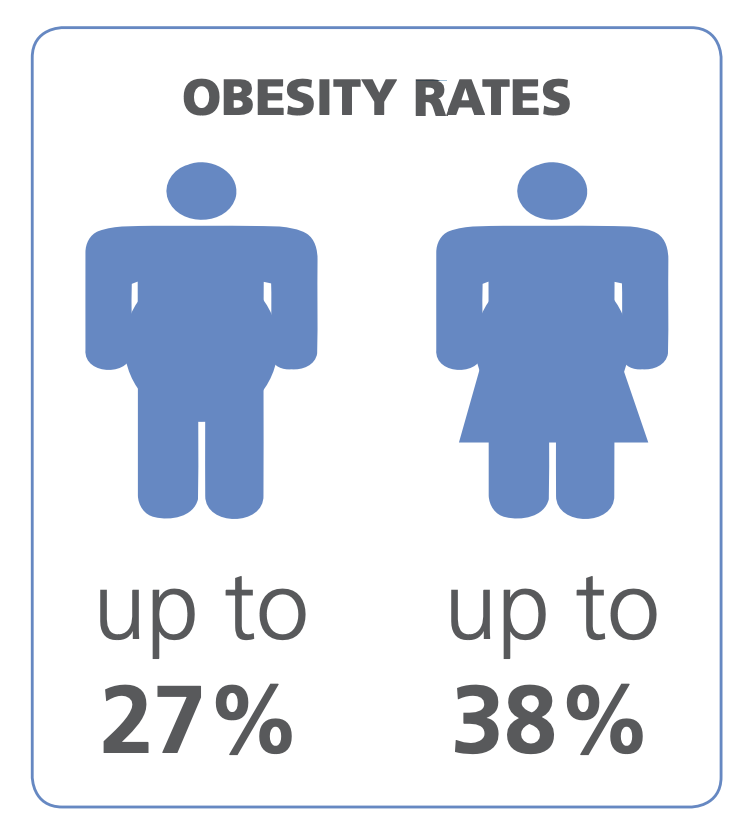 OBESITY RATES
up to
27%
up to
38%